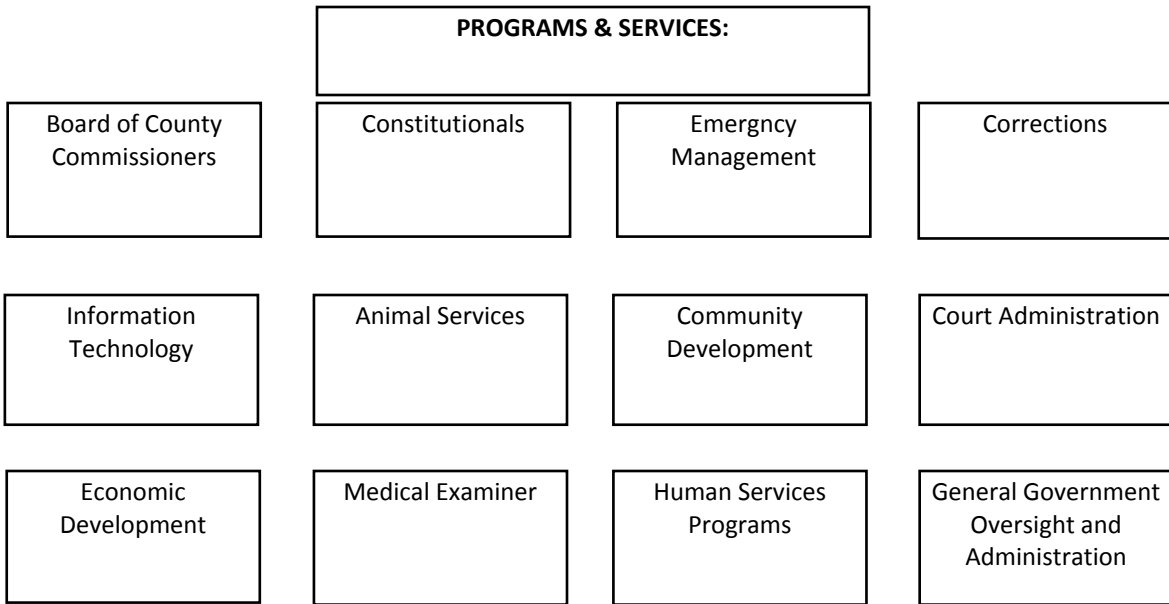 PROGRAMS & SERVICES:
Board of County
Commissioners
Constitutionals
Emergncy
Management
Corrections
Information
Technology
Animal Services
Community
Development
Court Administration
Economic
Development
Medical Examiner
Human Services
Programs
General Government
Oversight and
Administration